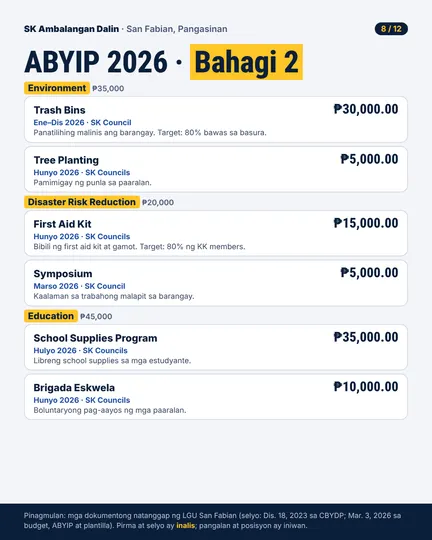 SK Ambalangan Dalin · San Fabian, Pangasinan
8 / 12
ABYIP 2026 · Bahagi 2
Environment ₱35,000
Trash Bins ₱30,000.00
Ene–Dis 2026 · SK Council
Panatilihing malinis ang barangay. Target: 80% bawas sa basura.
Tree Planting ₱5,000.00
Hunyo 2026 · SK Councils
Pamimigay ng punla sa paaralan.
Disaster Risk Reduction ₱20,000
First Aid Kit ₱15,000.00
Hunyo 2026 · SK Councils
Bibili ng first aid kit at gamot. Target: 80% ng KK members.
Symposium ₱5,000.00
Marso 2026 · SK Council
Kaalaman sa trabahong malapit sa barangay.
Education ₱45,000
School Supplies Program ₱35,000.00
Hulyo 2026 · SK Councils
Libreng school supplies sa mga estudyante.
Brigada Eskwela ₱10,000.00
Hunyo 2026 · SK Councils
Boluntaryong pag-aayos ng mga paaralan.
Pinagmulan: mga dokumentong natanggap ng LGU San Fabian (selyo: Dis. 18, 2023 sa CBYDP; Mar. 3, 2026 sa
budget, ABYIP at plantilla). Pirma at selyo ay inalis; pangalan at posisyon ay iniwan.